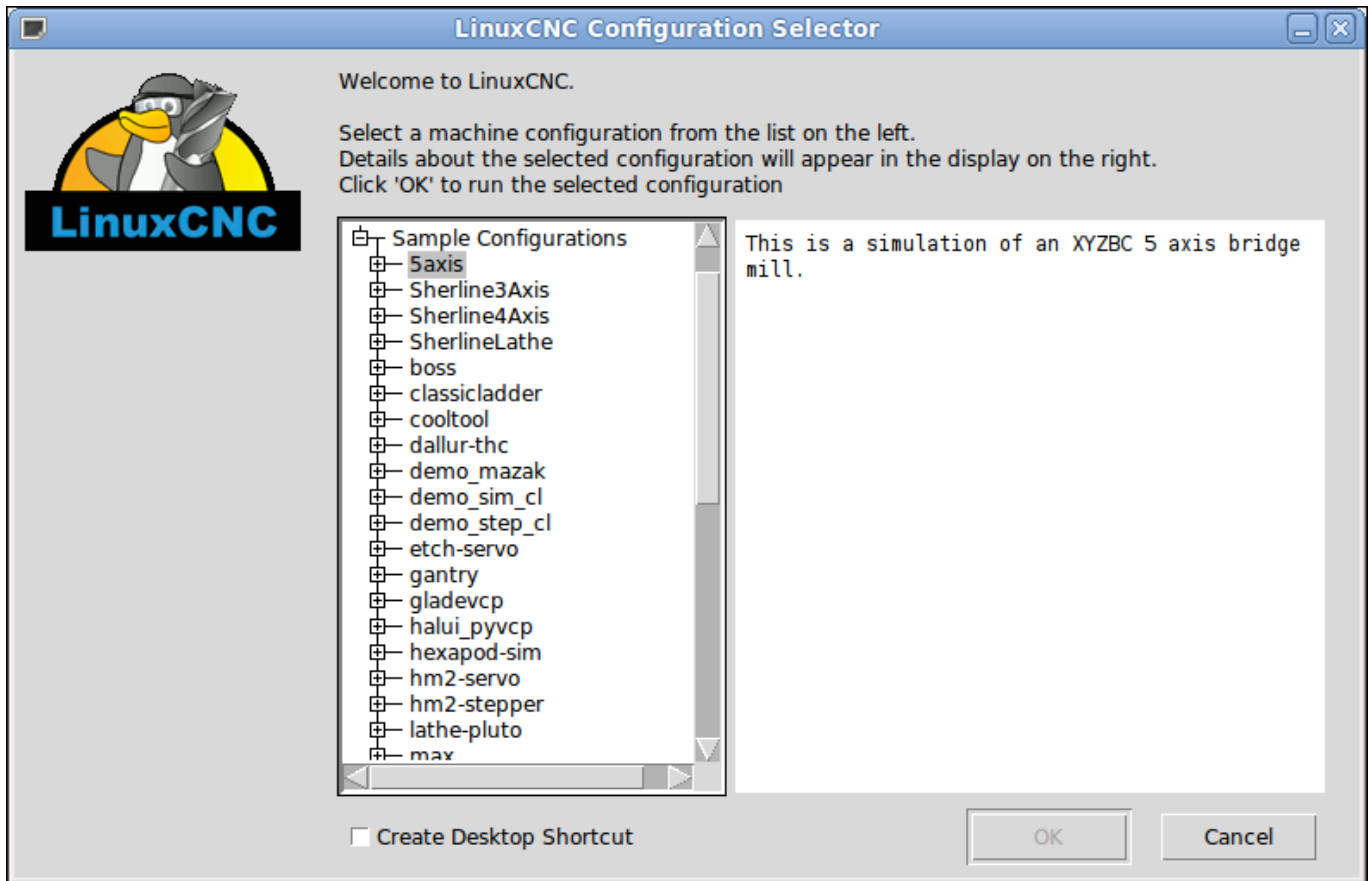 LinuxCNC Configuration Selector
LinuxCNC
Welcome to LinuxCNC.
Select a machine configuration from the list on the left.
Details about the selected configuration will appear in the display on the right.
Click 'OK' to run the selected configuration
Sample Configurations
5axis
Sherline3Axis
Sherline4Axis
SherlineLathe
boss
classicladder
cooltool
dallur-thc
demo_mazak
demo_sim_cl
demo_step_cl
etch-servo
gantry
gladevcp
halui_pyvcp
hexapod-sim
hm2-servo
hm2-stepper
lathe-pluto
max
This is a simulation of an XYZBC 5 axis bridge
mill.
Create Desktop Shortcut
OK
Cancel